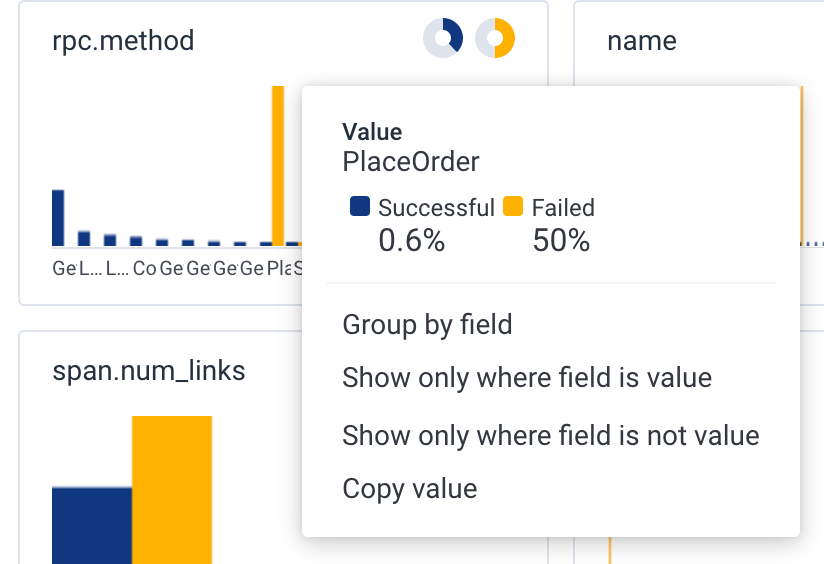 rpc.method
name
Value
PlaceOrder
Successful Failed
0.6% 50%
Ge L... L... Co Ge Ge Ge Ge Pla S
Group by field
span.num_links
Show only where field is value
Show only where field is not value
Copy value